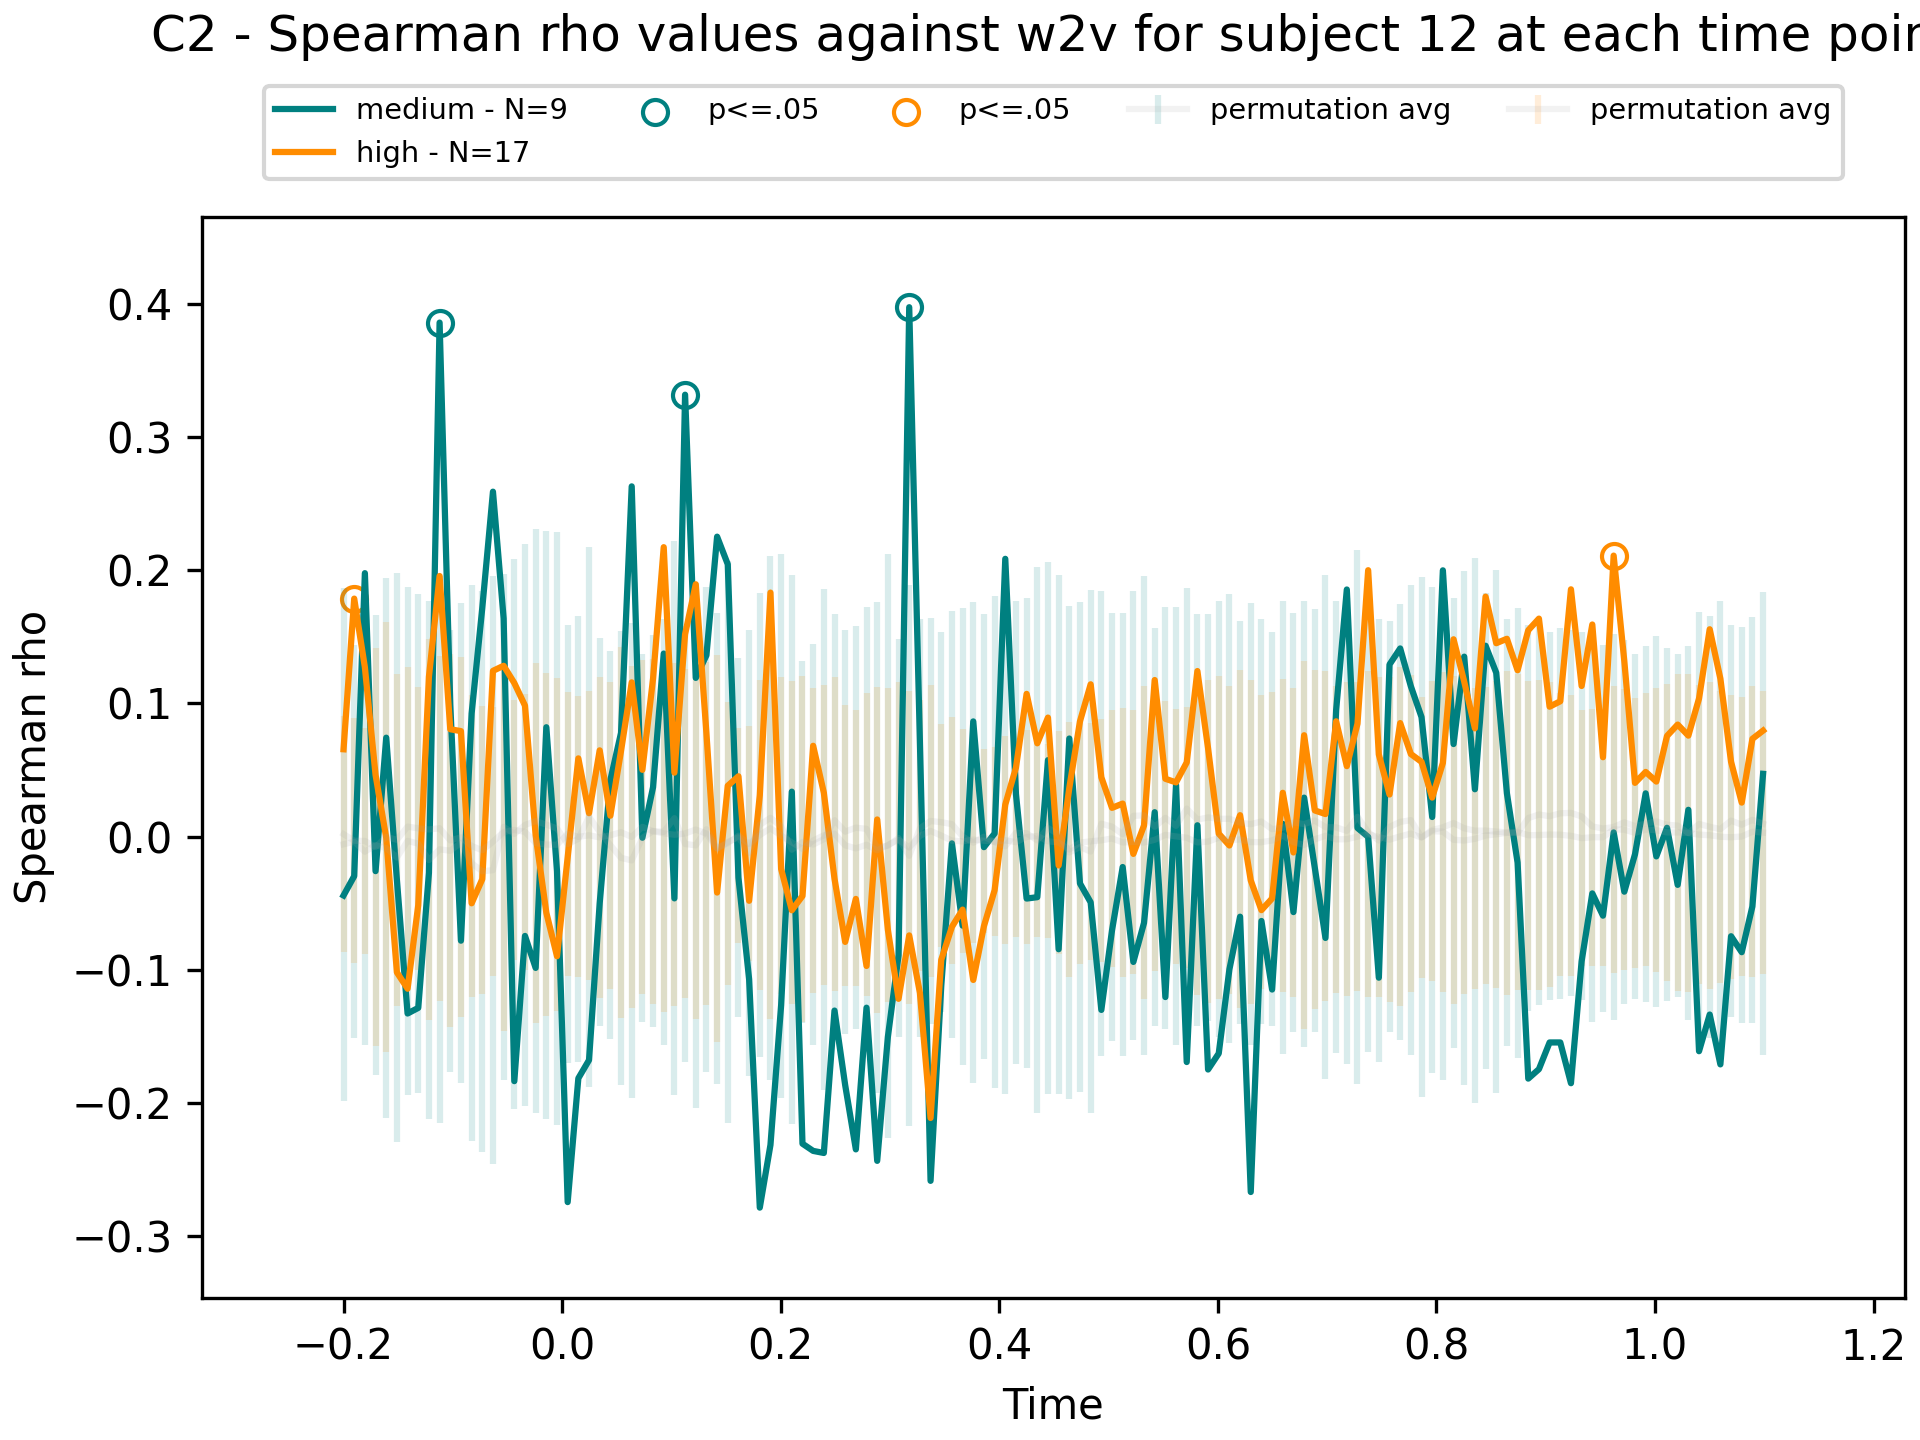 C2 - Spearman rho values against w2v for subject 12 at each time poin
medium - N=9 p<=.05 p<=.05 permutation avg permutation avg
high - N=17
0.4
0.3
0.2
0.1
0.0
−0.1
−0.2
−0.3
Spearman rho
−0.2 0.0 0.2 0.4 0.6 0.8 1.0 1.2
Time